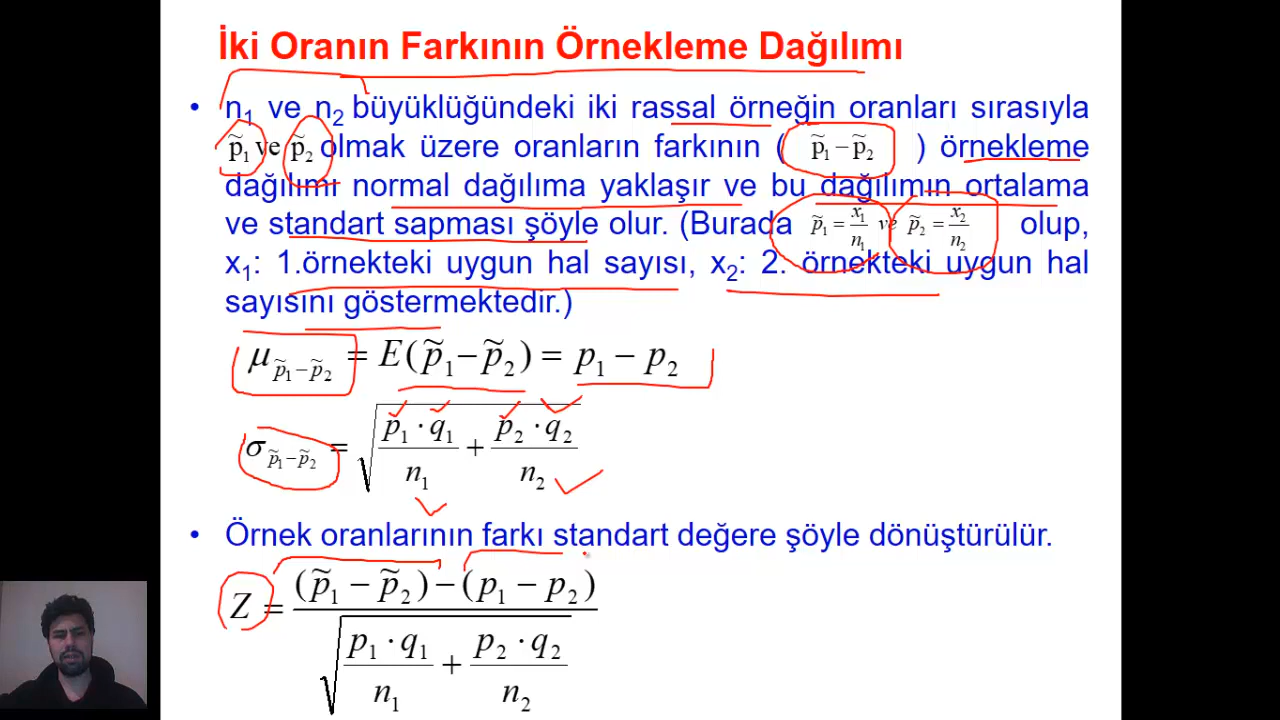 İki Oranın Farkının Örnekleme Dağılımı
• n₁ ve n₂ büyüklüğündeki iki rassal örneğin oranları sırasıyla
p̃₁ ve p̃₂ olmak üzere oranların farkının ( p̃₁ − p̃₂ ) örnekleme
dağılımı normal dağılıma yaklaşır ve bu dağılımın ortalama
ve standart sapması şöyle olur. (Burada p̃₁ = x₁/n₁ ve p̃₂ = x₂/n₂ olup,
x₁: 1.örnekteki uygun hal sayısı, x₂: 2. örnekteki uygun hal
sayısını göstermektedir.)
μ_{p̃₁−p̃₂} = E(p̃₁ − p̃₂) = p₁ − p₂
σ_{p̃₁−p̃₂} = √(p₁ · q₁ / n₁ + p₂ · q₂ / n₂)
• Örnek oranlarının farkı standart değere şöyle dönüştürülür.
Z = ((p̃₁ − p̃₂) − (p₁ − p₂)) / √(p₁ · q₁ / n₁ + p₂ · q₂ / n₂)